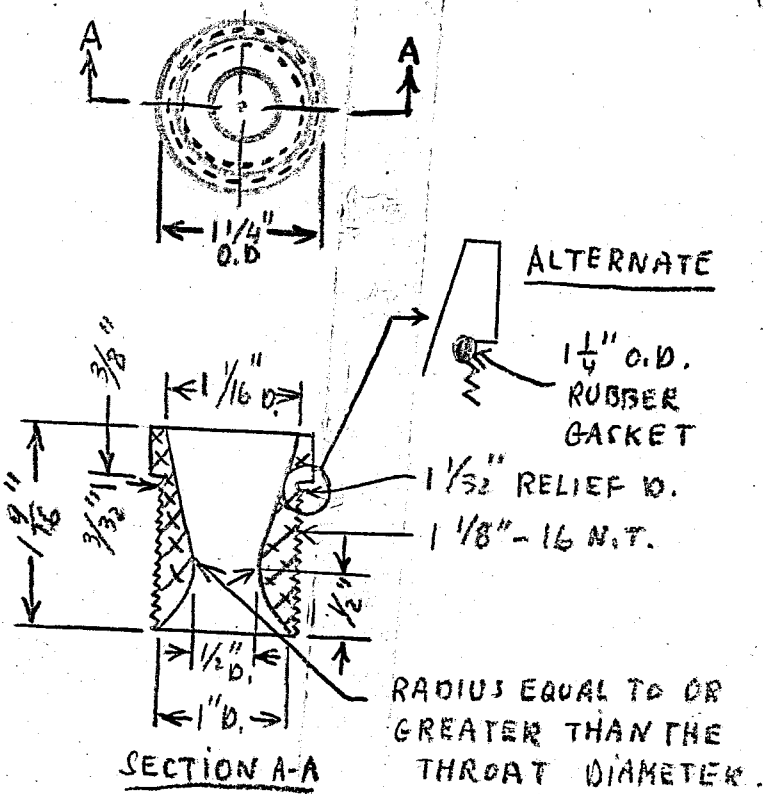 A
A
1 1/4"
O.D
ALTERNATE
1 1/4" O.D.
RUBBER
GASKET
3/8"
1 1/16" D.
1 9/16"
3/32"
1 1/32" RELIEF D.
1 1/8"-16 N.T.
1/2"
1/2" D.
1" D.
RADIUS EQUAL TO OR
GREATER THAN THE
THROAT DIAMETER.
SECTION A-A